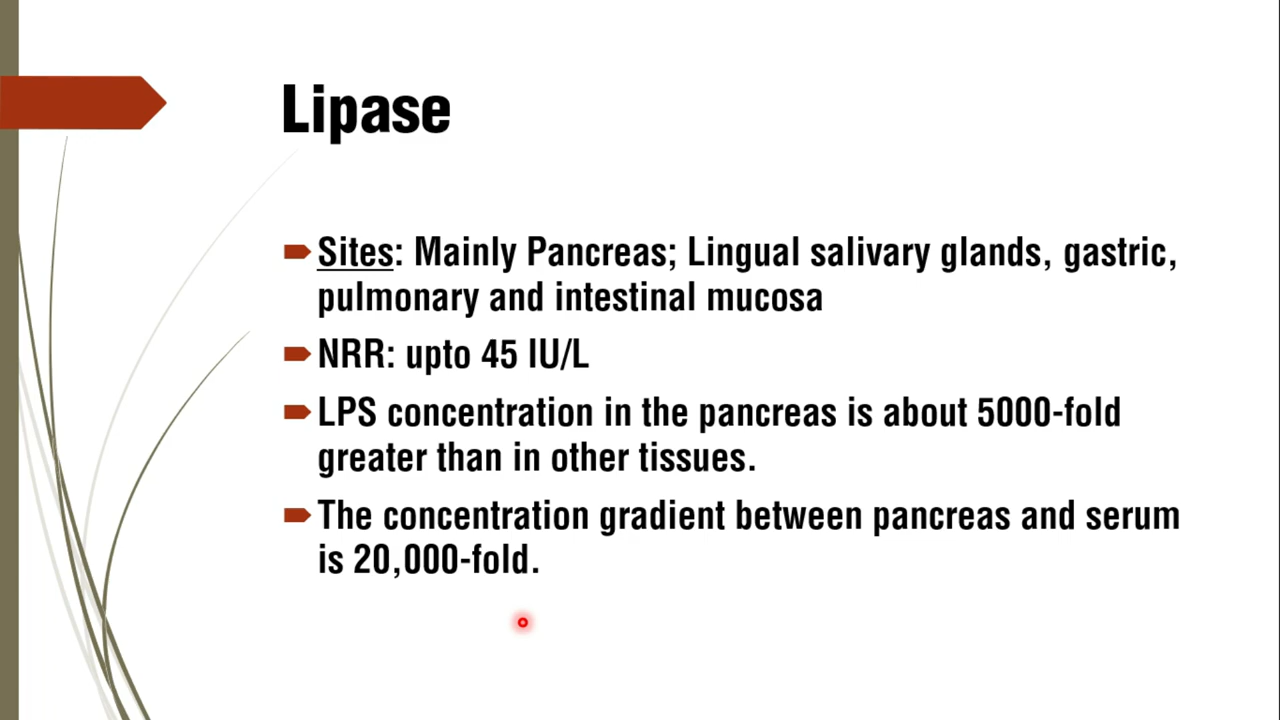 Lipase
Sites: Mainly Pancreas; Lingual salivary glands, gastric,
pulmonary and intestinal mucosa
NRR: upto 45 IU/L
LPS concentration in the pancreas is about 5000-fold
greater than in other tissues.
The concentration gradient between pancreas and serum
is 20,000-fold.